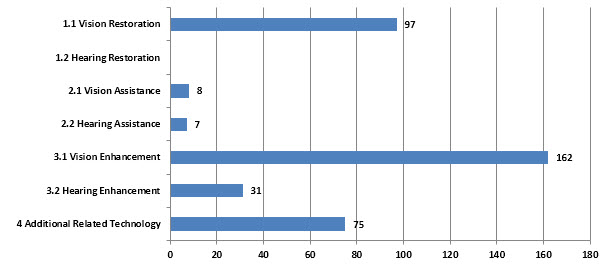 1.1 Vision Restoration
97
1.2 Hearing Restoration
2.1 Vision Assistance
8
2.2 Hearing Assistance
7
3.1 Vision Enhancement
162
3.2 Hearing Enhancement
31
4 Additional Related Technology
75
0 20 40 60 80 100 120 140 160 180